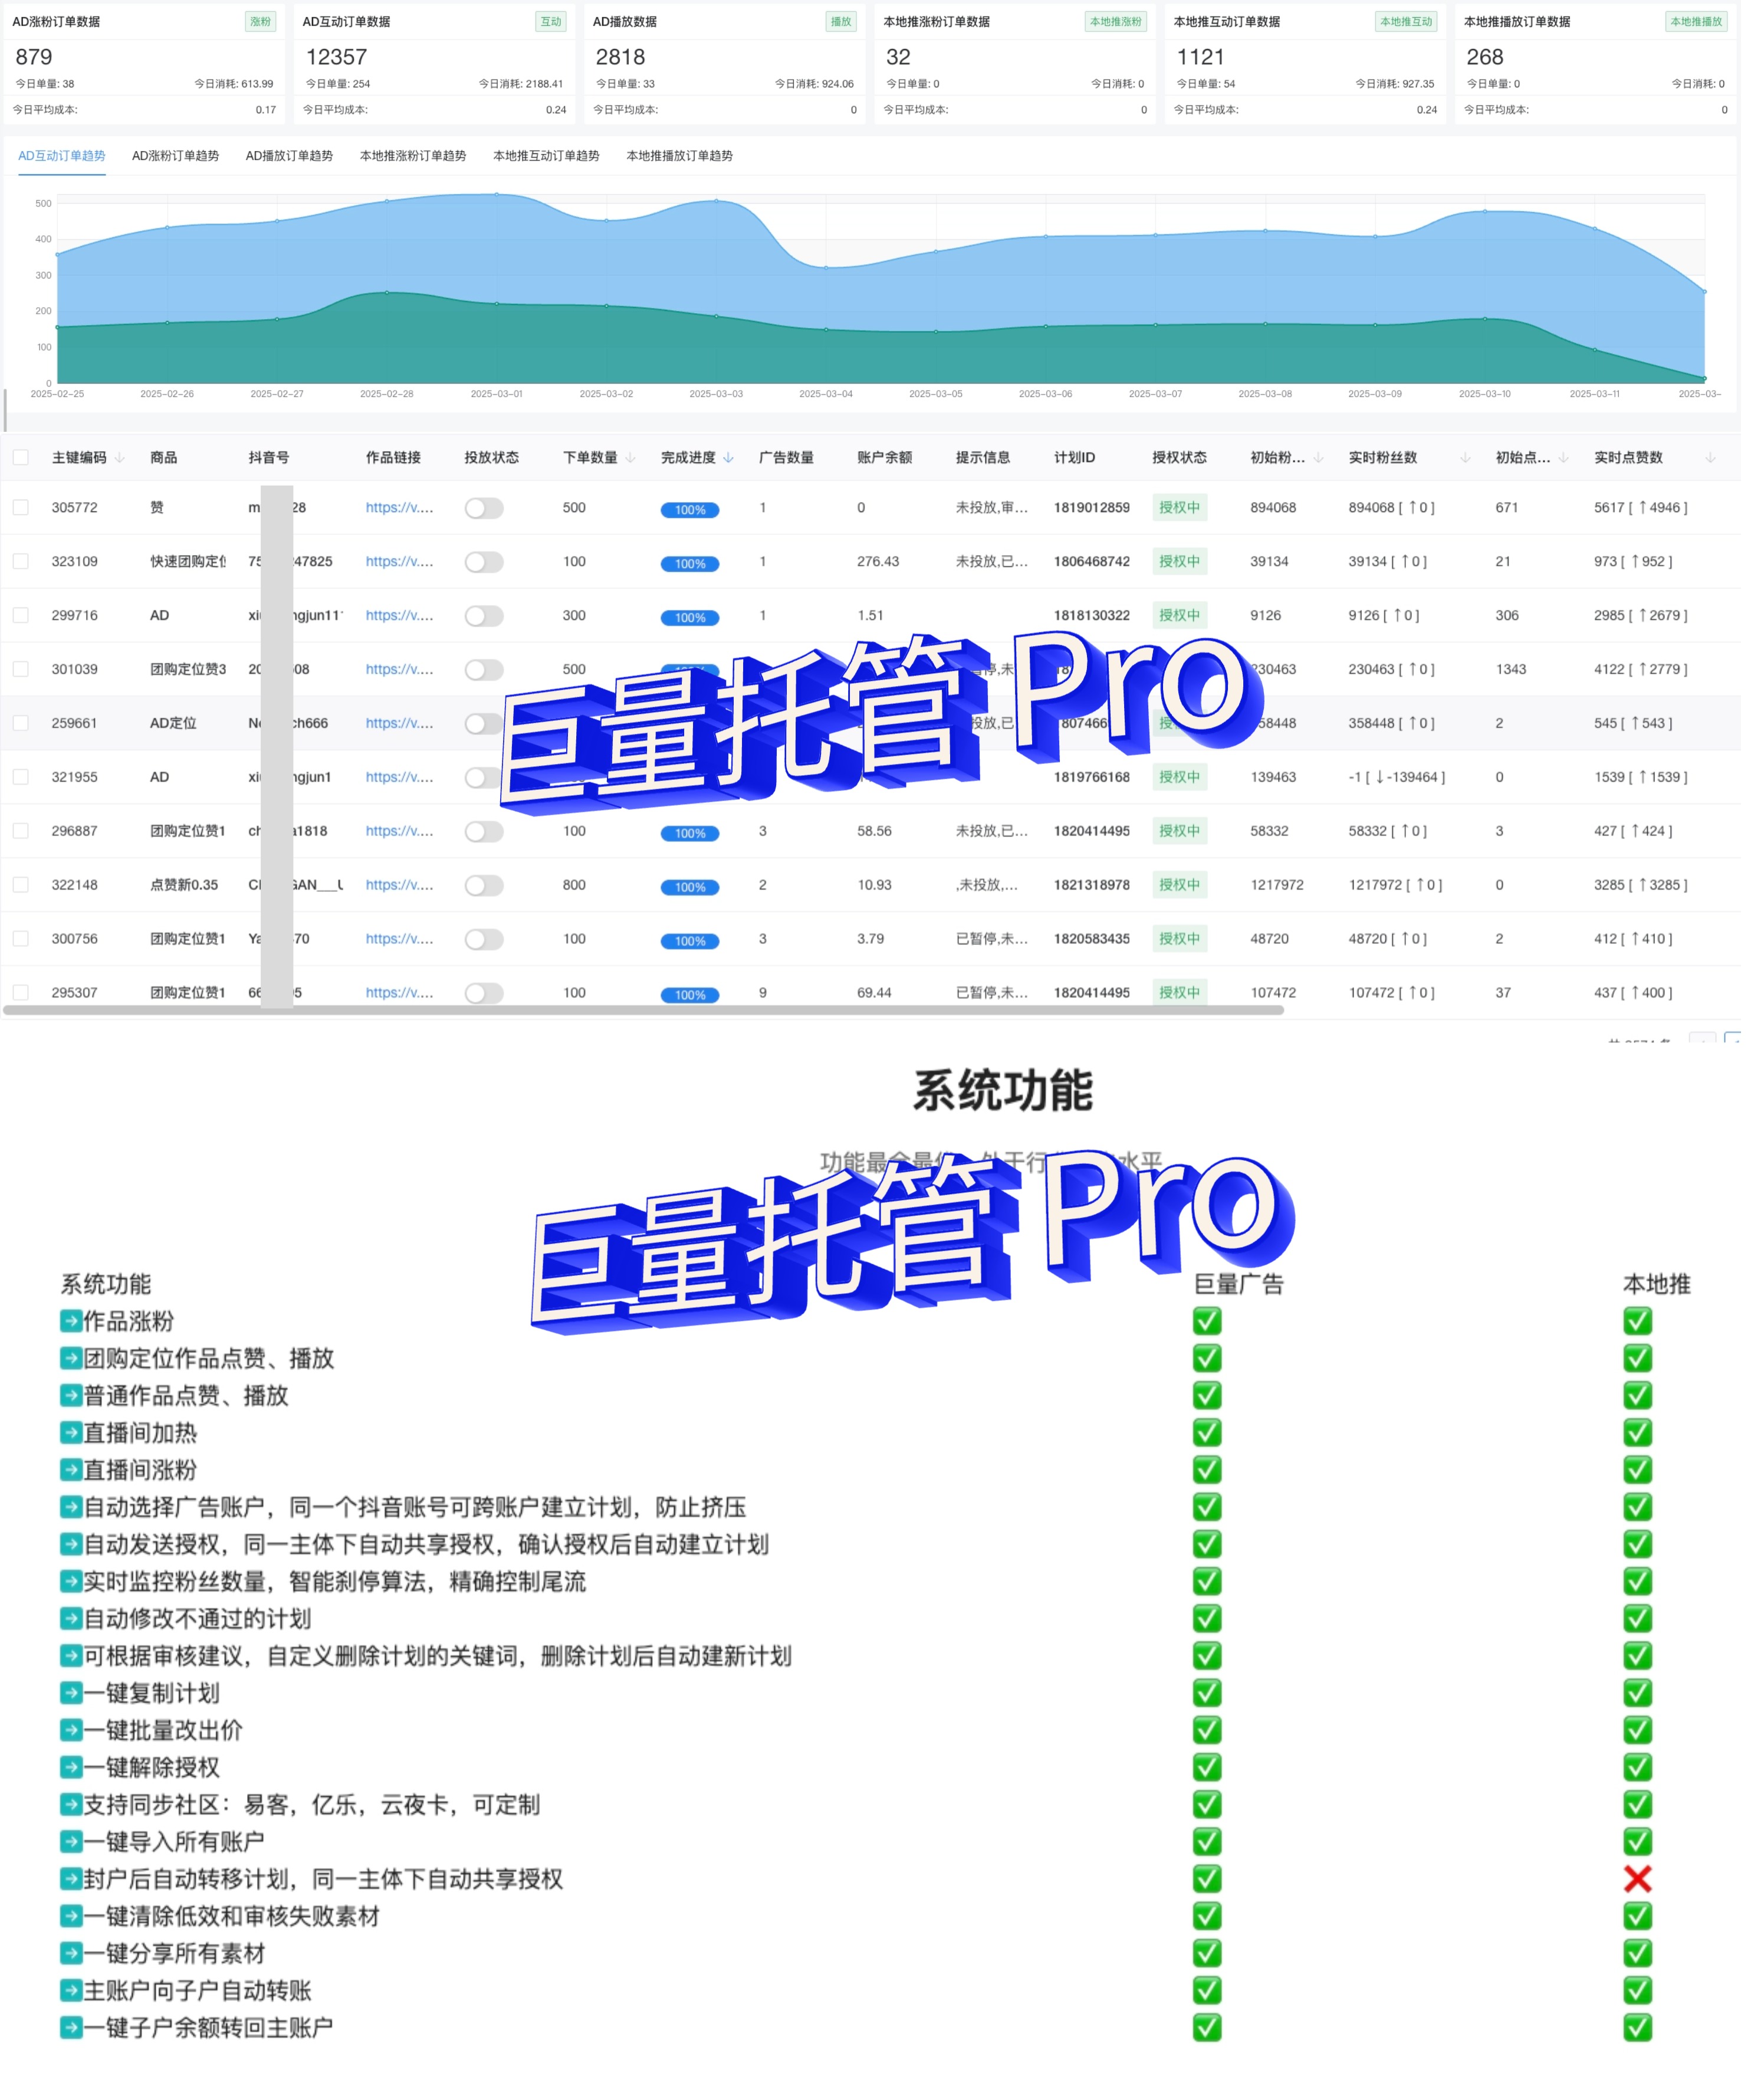 AD涨粉订单数据 涨粉 AD互动订单数据 互动 AD播放数据 播放 本地推涨粉订单数据 本地推涨粉 本地推互动订单数据 本地推互动 本地推播放订单数据 本地推播放
879 12357 2818 32 1121 268
今日单量: 38 今日消耗: 613.99 今日单量: 254 今日消耗: 2188.41 今日单量: 33 今日消耗: 924.06 今日单量: 0 今日消耗: 0 今日单量: 54 今日消耗: 927.35 今日单量: 0 今日消耗: 0
今日平均成本: 0.17 今日平均成本: 0.24 今日平均成本: 0 今日平均成本: 0 今日平均成本: 0.24 今日平均成本: 0
AD互动订单趋势 AD涨粉订单趋势 AD播放订单趋势 本地推涨粉订单趋势 本地推互动订单趋势 本地推播放订单趋势
500
400
300
200
100
0
2025-02-25 2025-02-26 2025-02-27 2025-02-28 2025-03-01 2025-03-02 2025-03-03 2025-03-04 2025-03-05 2025-03-06 2025-03-07 2025-03-08 2025-03-09 2025-03-10 2025-03-11 2025-03-
主键编码 商品 抖音号 作品链接 投放状态 下单数量 完成进度 广告数量 账户余额 提示信息 计划ID 授权状态 初始粉... 实时粉丝数 初始点... 实时点赞数
305772 赞 m 28 https://v.... 500 100% 1 0 未投放,审... 1819012859 授权中 894068 894068 [ ↑0 ] 671 5617 [ ↑4946 ]
323109 快速团购定位 75 47825 https://v.... 100 100% 1 276.43 未投放,已... 1806468742 授权中 39134 39134 [ ↑0 ] 21 973 [ ↑952 ]
299716 AD xi ngjun11 https://v.... 300 100% 1 1.51 1818130322 授权中 9126 9126 [ ↑0 ] 306 2985 [ ↑2679 ]
301039 团购定位赞3 20 08 https://v.... 500 停,未 230463 230463 [ ↑0 ] 1343 4122 [ ↑2779 ]
259661 AD定位 ch666 https://v.... 投放,已 807466 358448 [ ↑0 ] 2 545 [ ↑543 ]
321955 AD xi ngjun1 https://v.... 1819766168 授权中 139463 -1 [ ↓-139464 ] 0 1539 [ ↑1539 ]
296887 团购定位赞1 ch a1818 https://v.... 100 100% 3 58.56 未投放,已... 1820414495 授权中 58332 58332 [ ↑0 ] 3 427 [ ↑424 ]
322148 点赞新0.35 GAN__ https://v.... 800 100% 2 10.93 ,未投放,... 1821318978 授权中 1217972 1217972 [ ↑0 ] 0 3285 [ ↑3285 ]
300756 团购定位赞1 Ya 70 https://v.... 100 100% 3 3.79 已暂停,未... 1820583435 授权中 48720 48720 [ ↑0 ] 2 412 [ ↑410 ]
295307 团购定位赞1 66 5 https://v.... 100 100% 9 69.44 已暂停,未... 1820414495 授权中 107472 107472 [ ↑0 ] 37 437 [ ↑400 ]
巨量托管 Pro
系统功能
功能最全最 处于行 水平
巨量托管 Pro
系统功能 巨量广告 本地推
作品涨粉
团购定位作品点赞、播放
普通作品点赞、播放
直播间加热
直播间涨粉
自动选择广告账户，同一个抖音账号可跨账户建立计划，防止挤压
自动发送授权，同一主体下自动共享授权，确认授权后自动建立计划
实时监控粉丝数量，智能刹停算法，精确控制尾流
自动修改不通过的计划
可根据审核建议，自定义删除计划的关键词，删除计划后自动建新计划
一键复制计划
一键批量改出价
一键解除授权
支持同步社区：易客，亿乐，云夜卡，可定制
一键导入所有账户
封户后自动转移计划，同一主体下自动共享授权
一键清除低效和审核失败素材
一键分享所有素材
主账户向子户自动转账
一键子户余额转回主账户